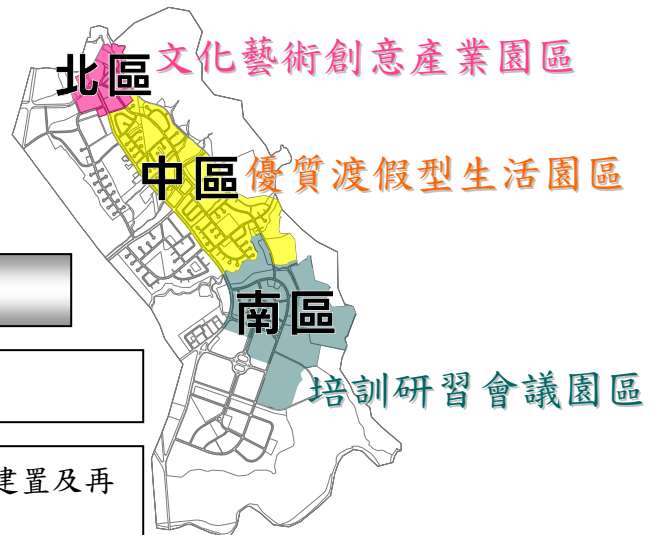 北區 文化藝術創意產業園區
中區 優質渡假型生活園區
南區
培訓研習會議園區
建置及再